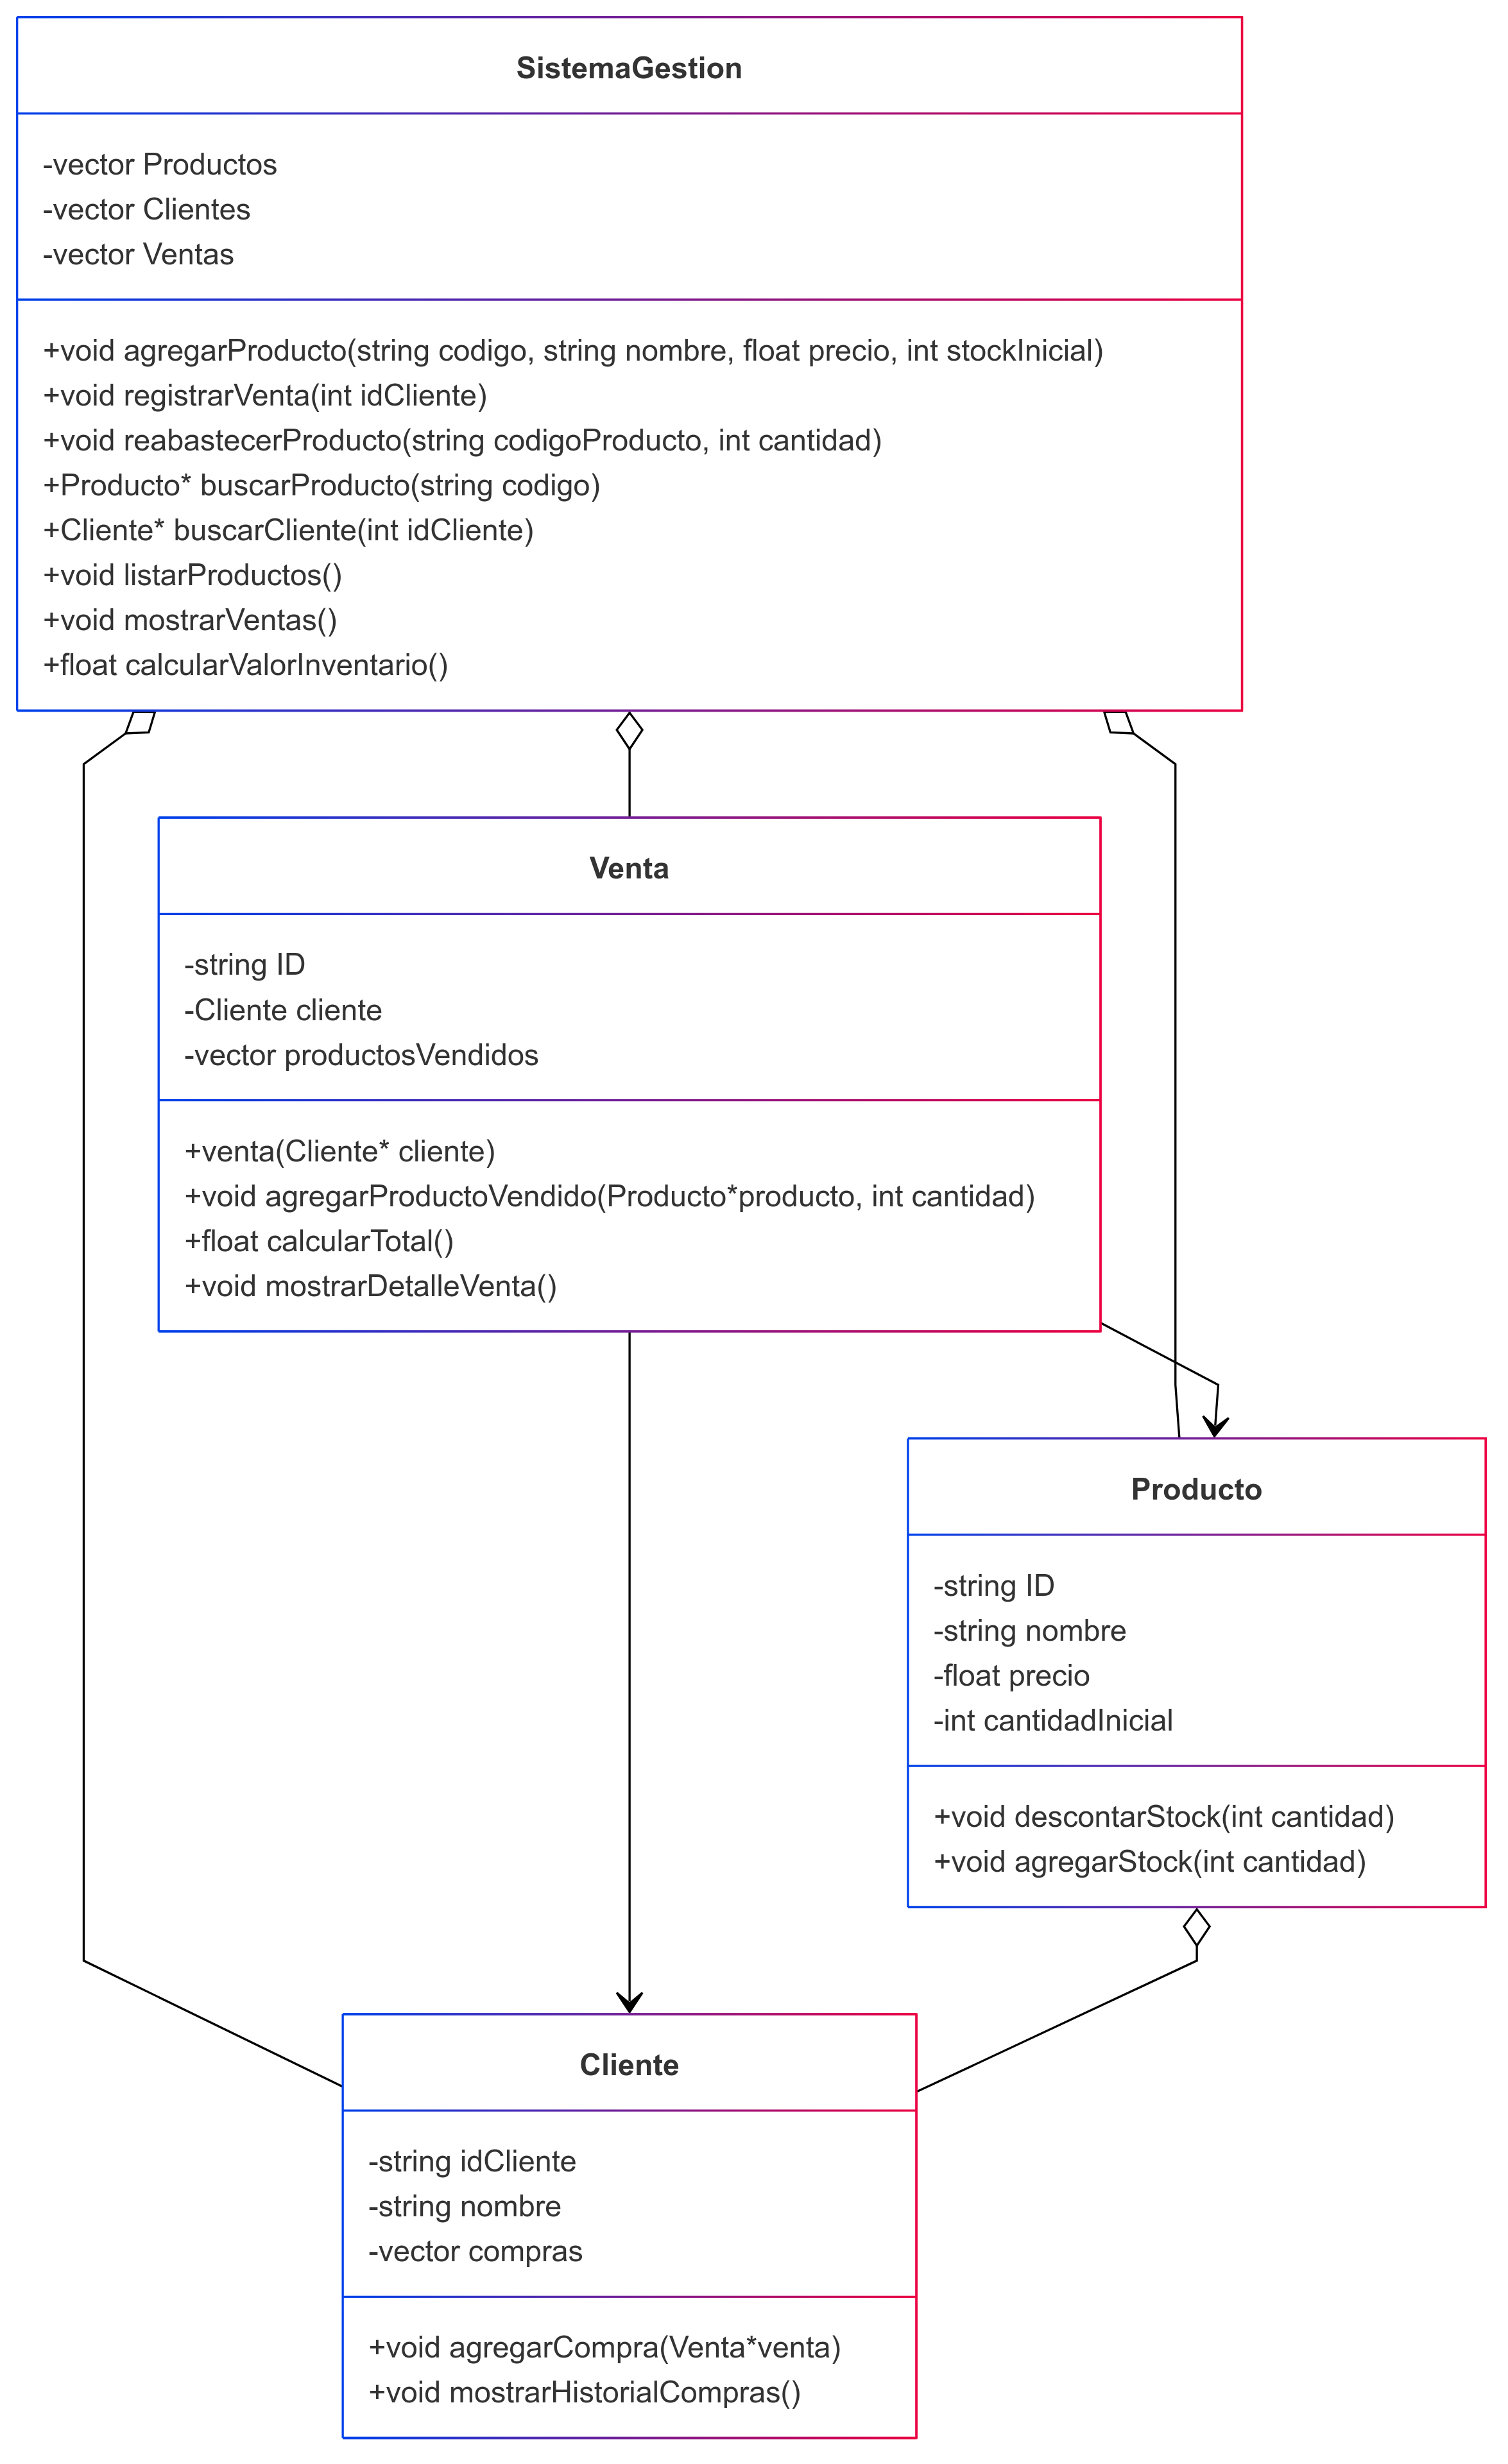 SistemaGestion
-vector Productos
-vector Clientes
-vector Ventas
+void agregarProducto(string codigo, string nombre, float precio, int stockInicial)
+void registrarVenta(int idCliente)
+void reabastecerProducto(string codigoProducto, int cantidad)
+Producto* buscarProducto(string codigo)
+Cliente* buscarCliente(int idCliente)
+void listarProductos()
+void mostrarVentas()
+float calcularValorInventario()
Venta
-string ID
-Cliente cliente
-vector productosVendidos
+venta(Cliente* cliente)
+void agregarProductoVendido(Producto*producto, int cantidad)
+float calcularTotal()
+void mostrarDetalleVenta()
Producto
-string ID
-string nombre
-float precio
-int cantidadInicial
+void descontarStock(int cantidad)
+void agregarStock(int cantidad)
Cliente
-string idCliente
-string nombre
-vector compras
+void agregarCompra(Venta*venta)
+void mostrarHistorialCompras()